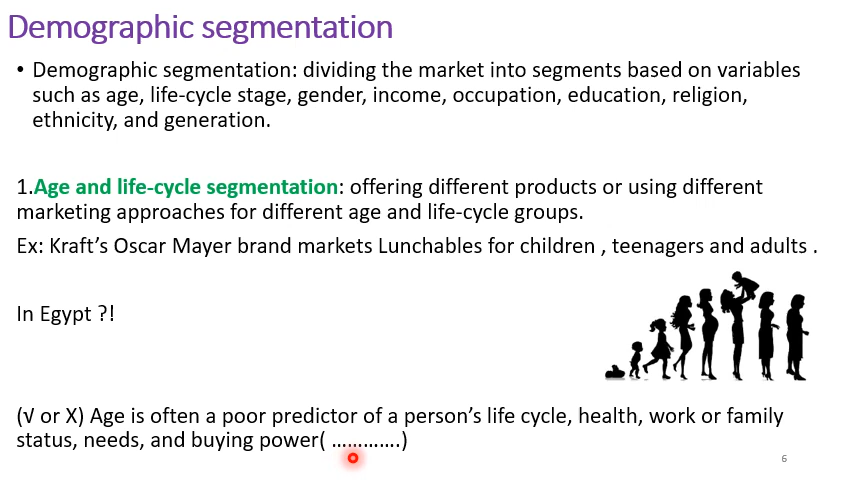 Demographic segmentation
• Demographic segmentation: dividing the market into segments based on variables
such as age, life-cycle stage, gender, income, occupation, education, religion,
ethnicity, and generation.
1.Age and life-cycle segmentation: offering different products or using different
marketing approaches for different age and life-cycle groups.
Ex: Kraft’s Oscar Mayer brand markets Lunchables for children , teenagers and adults .
In Egypt ?!
(√ or X) Age is often a poor predictor of a person’s life cycle, health, work or family
status, needs, and buying power( ………….)
6